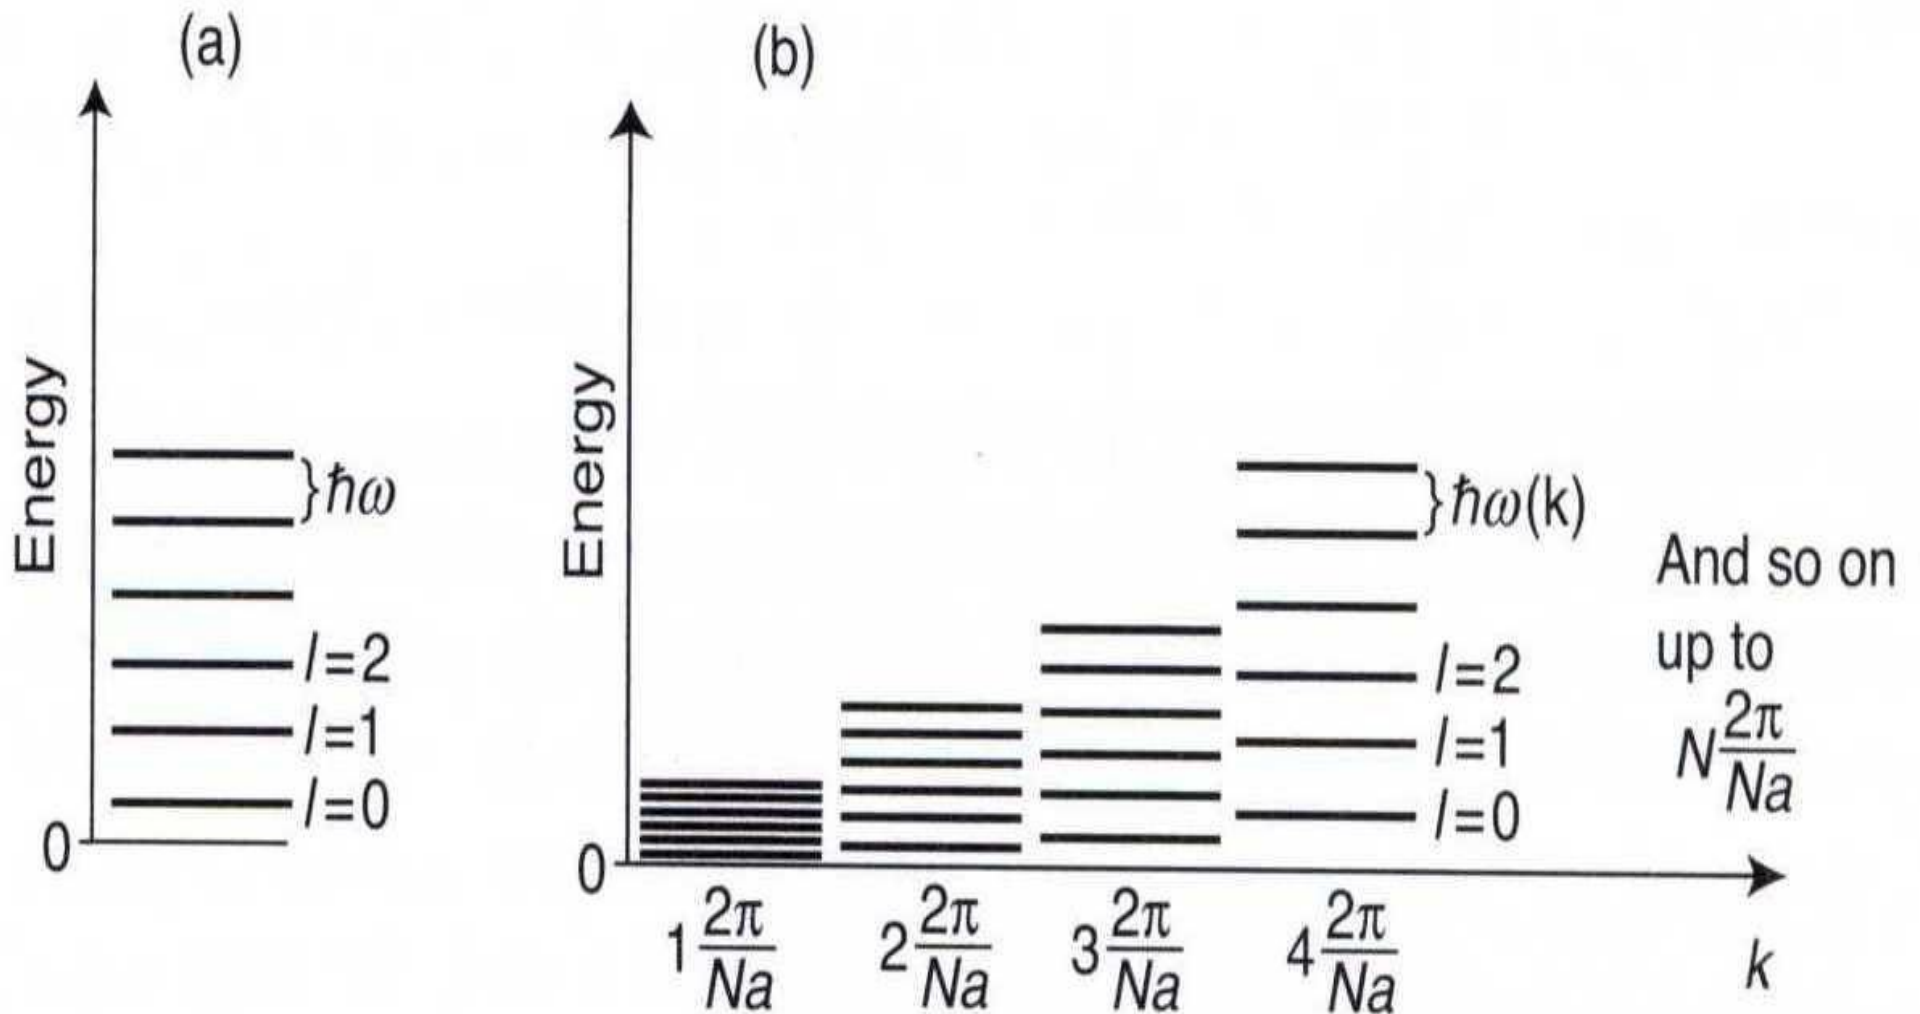 (a)
Energy
}ħω
l=2
l=1
l=0
0
(b)
Energy
}ħω(k)
l=2
l=1
l=0
0
1 2π/Na
2 2π/Na
3 2π/Na
4 2π/Na
k
And so on
up to
N 2π/Na